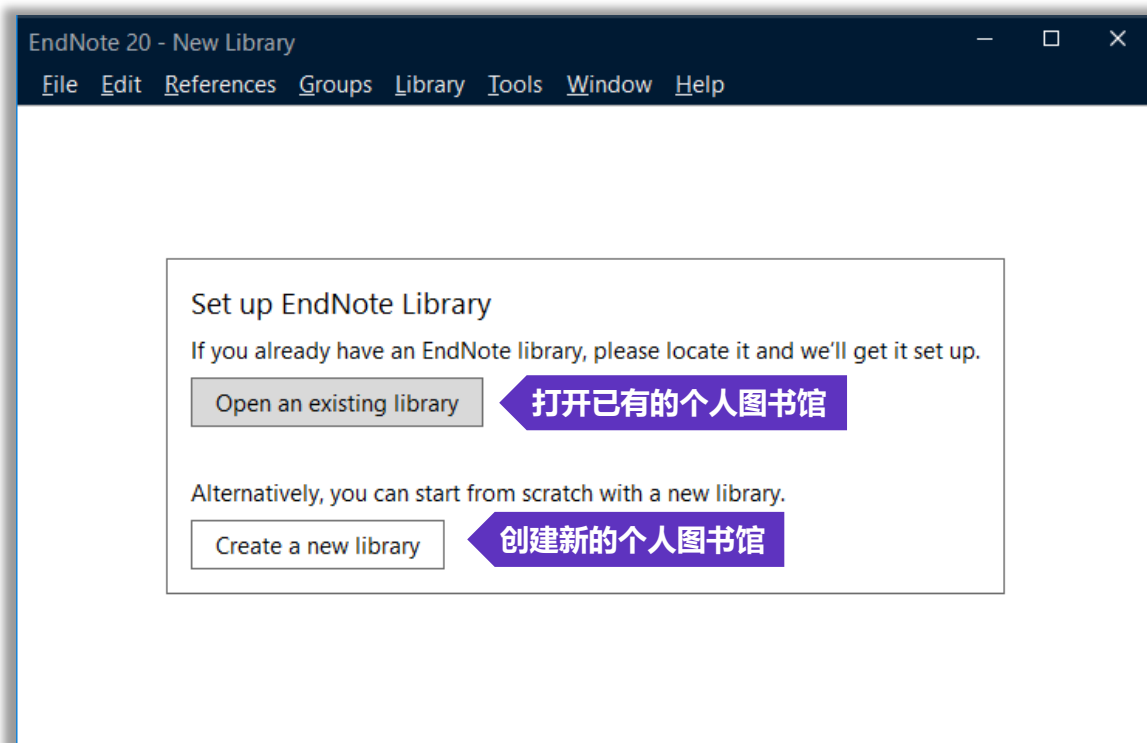 EndNote 20 - New Library
File Edit References Groups Library Tools Window Help
Set up EndNote Library
If you already have an EndNote library, please locate it and we'll get it set up.
Open an existing library
打开已有的个人图书馆
Alternatively, you can start from scratch with a new library.
Create a new library
创建新的个人图书馆